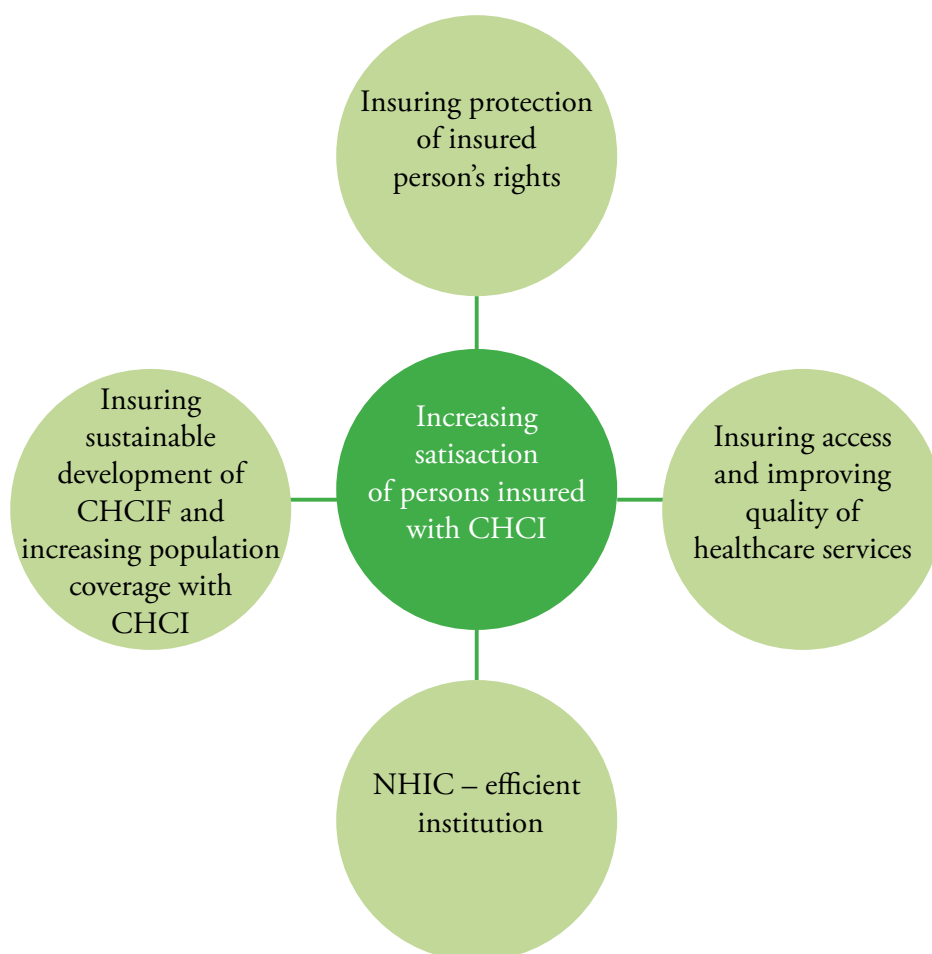 Insuring protection
of insured
person’s rights
Insuring
sustainable
development of
CHCIF and
increasing population
coverage with
CHCI
Increasing
satisaction
of persons insured
with CHCI
Insuring access
and improving
quality of
healthcare services
NHIC – efficient
institution